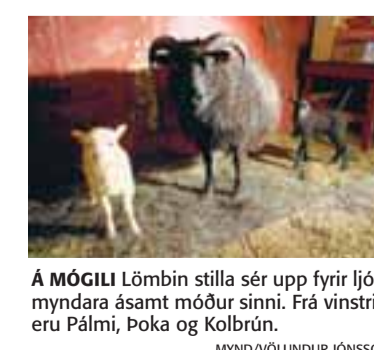 Á MÓGILI Lömbin stilla sér upp fyrir ljó
myndara ásamt móður sinni. Frá vinstri
eru Pálmi, Þoka og Kolbrún.
MYND/VÖLUNDUR JÓNSSO